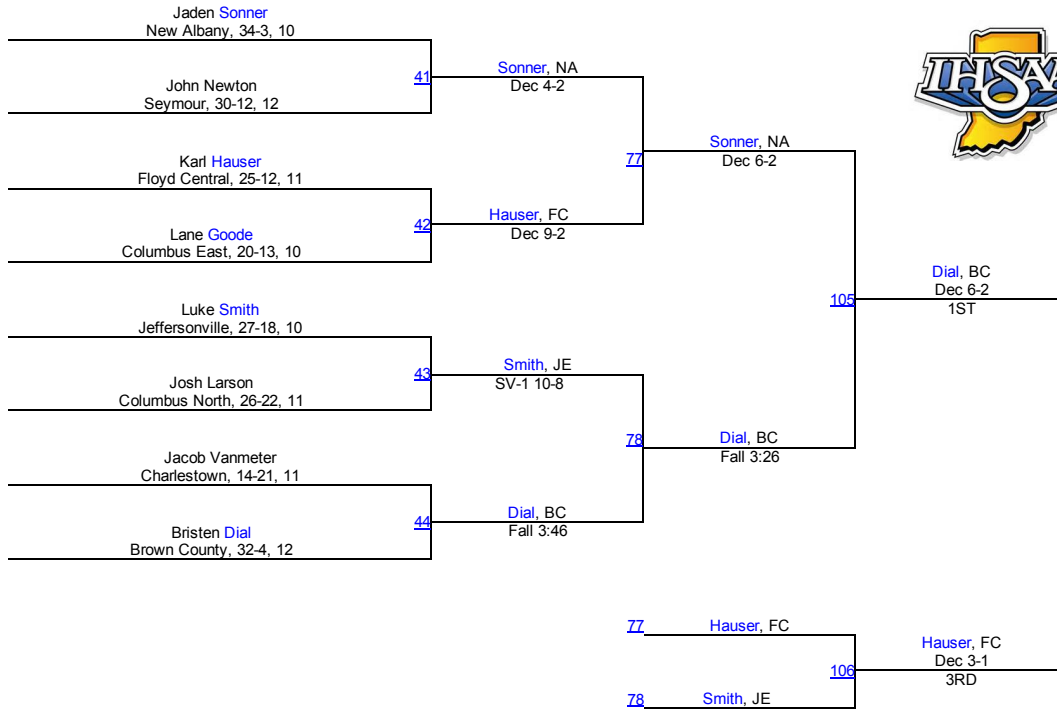 Jaden Sonner
New Albany, 34-3, 10
John Newton
Seymour, 30-12, 12
41
Sonner, NA
Dec 4-2
Karl Hauser
Floyd Central, 25-12, 11
Lane Goode
Columbus East, 20-13, 10
42
Hauser, FC
Dec 9-2
77
Sonner, NA
Dec 6-2
Luke Smith
Jeffersonville, 27-18, 10
Josh Larson
Columbus North, 26-22, 11
43
Smith, JE
SV-1 10-8
Jacob Vanmeter
Charlestown, 14-21, 11
Bristen Dial
Brown County, 32-4, 12
44
Dial, BC
Fall 3:46
78
Dial, BC
Fall 3:26
105
Dial, BC
Dec 6-2
1ST
77
Hauser, FC
78
Smith, JE
106
Hauser, FC
Dec 3-1
3RD
IHSAA